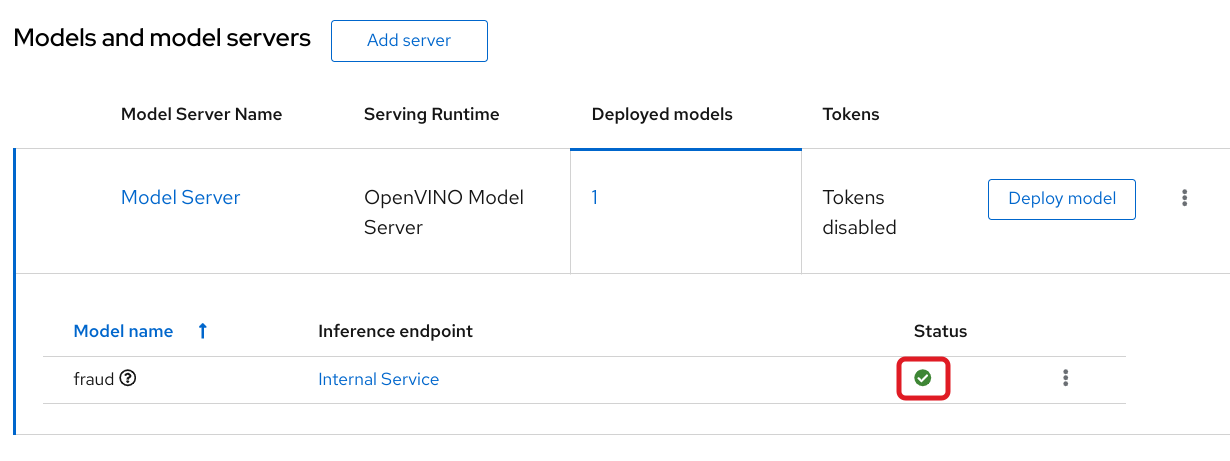 Models and model servers Add server
Model Server Name Serving Runtime Deployed models Tokens
Model Server OpenVINO Model 1 Tokens Deploy model
Server disabled
Model name Inference endpoint Status
fraud Internal Service